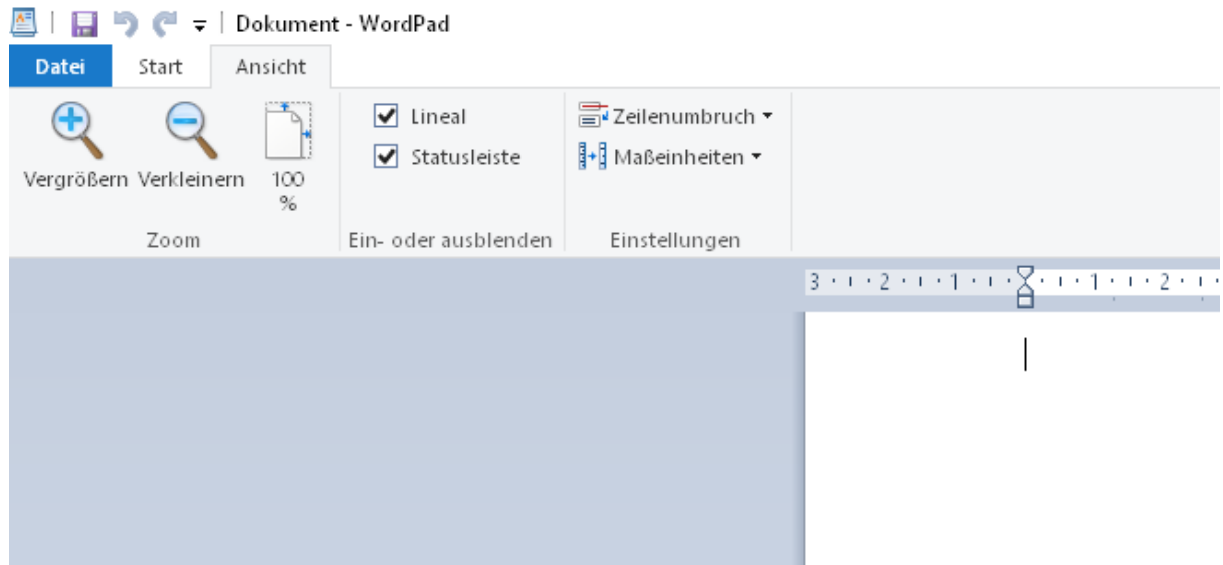 Dokument - WordPad
Datei Start Ansicht
Vergrößern Verkleinern 100
%
Zoom
Lineal
Statusleiste
Ein- oder ausblenden
Zeilenumbruch
Maßeinheiten
Einstellungen
3 2 1 1 2